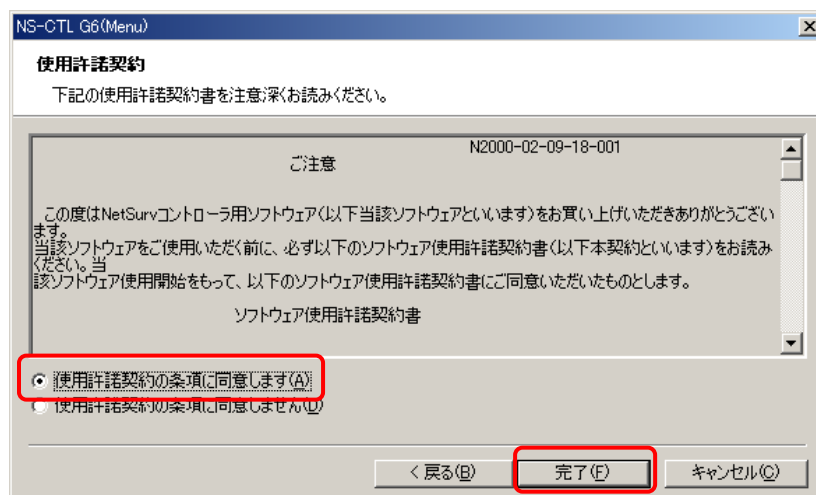 NS-CTL G6(Menu)
使用許諾契約
下記の使用許諾契約書を注意深くお読みください。
N2000-02-09-18-001
ご注意
この度はNetSurvコントローラ用ソフトウェア(以下当該ソフトウェアといいます)をお買い上げいただきありがとうござい
ます。
当該ソフトウェアをご使用いただく前に、必ず以下のソフトウェア使用許諾契約書(以下本契約といいます)をお読み
ください。当
該ソフトウェア使用開始をもって、以下のソフトウェア使用許諾契約書にご同意いただいたものとします。
ソフトウェア使用許諾契約書
使用許諾契約の条項に同意します(A)
使用許諾契約の条項に同意しません(D)
< 戻る(B)
完了(F)
キャンセル(C)